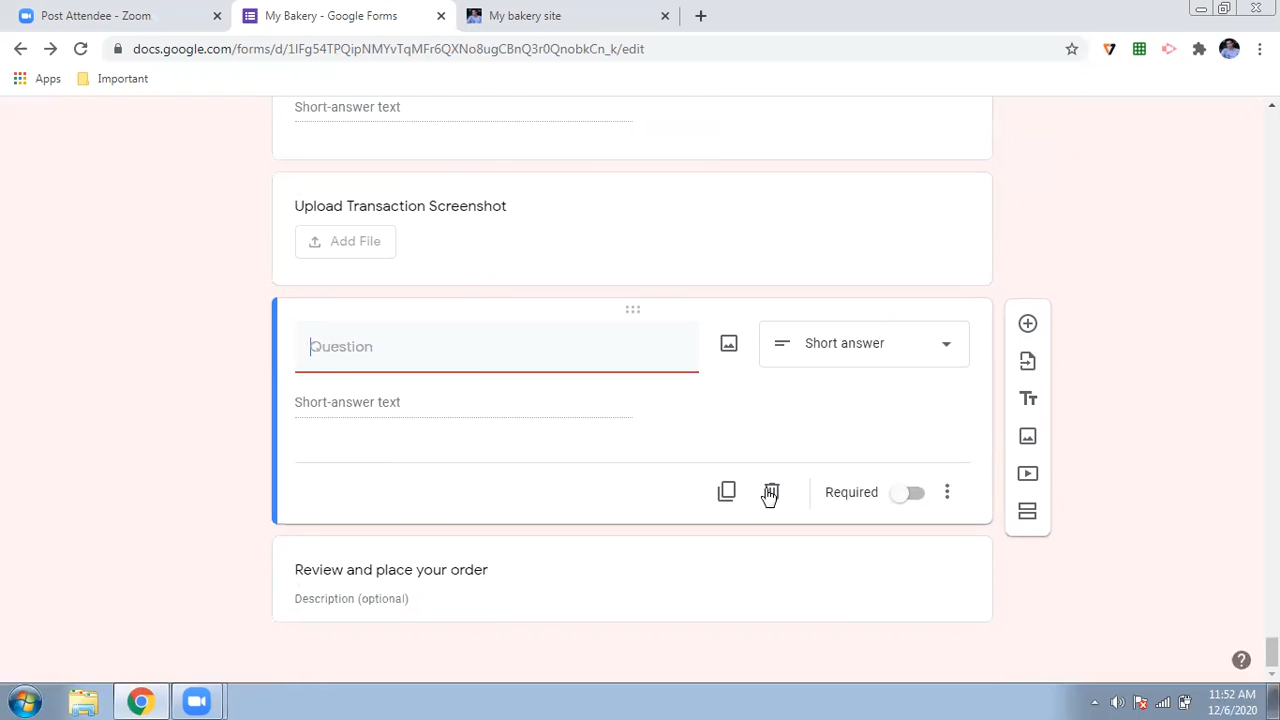 Post Attendee - Zoom
My Bakery - Google Forms
My bakery site
docs.google.com/forms/d/1lFg54TPQipNMYvTqMFr6QXNo8ugCBnQ3r0QnobkCn_k/edit
Apps
Important
Short-answer text
Upload Transaction Screenshot
Add File
Question
Short answer
Short-answer text
Required
Review and place your order
Description (optional)
11:52 AM
12/6/2020